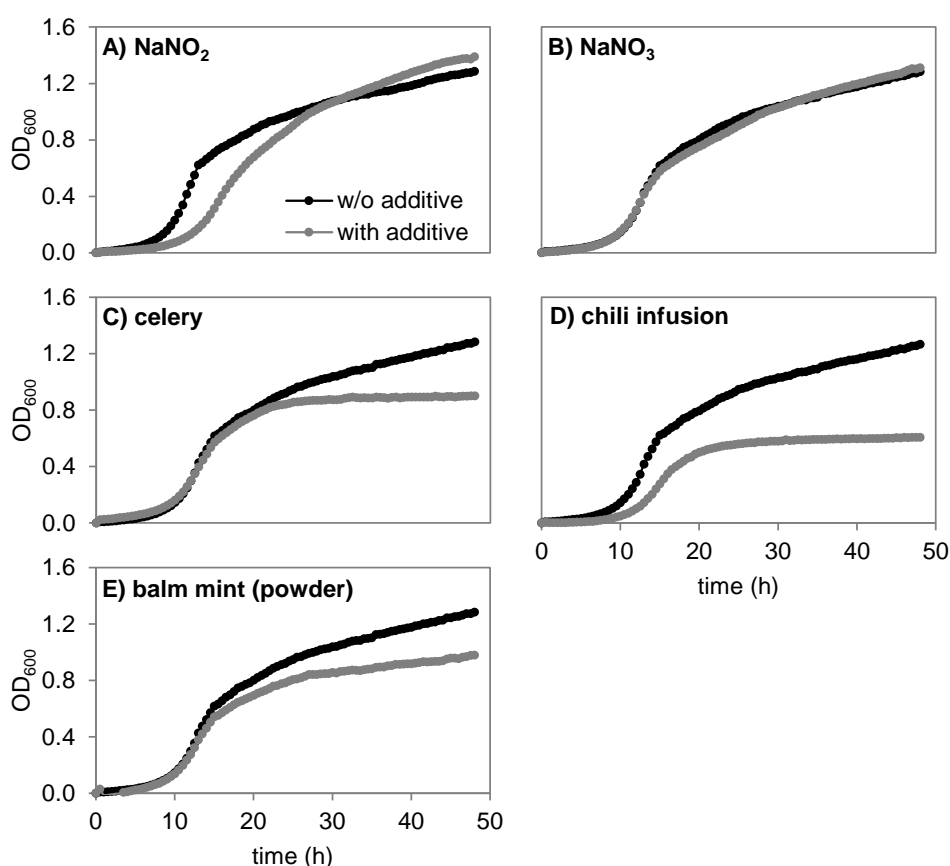 A) NaNO₂
B) NaNO₃
OD₆₀₀
1.6
1.2
0.8
0.4
0.0
w/o additive
with additive
C) celery
D) chili infusion
OD₆₀₀
1.6
1.2
0.8
0.4
0.0
0 10 20 30 40 50
time (h)
E) balm mint (powder)
OD₆₀₀
1.6
1.2
0.8
0.4
0.0
0 10 20 30 40 50
time (h)